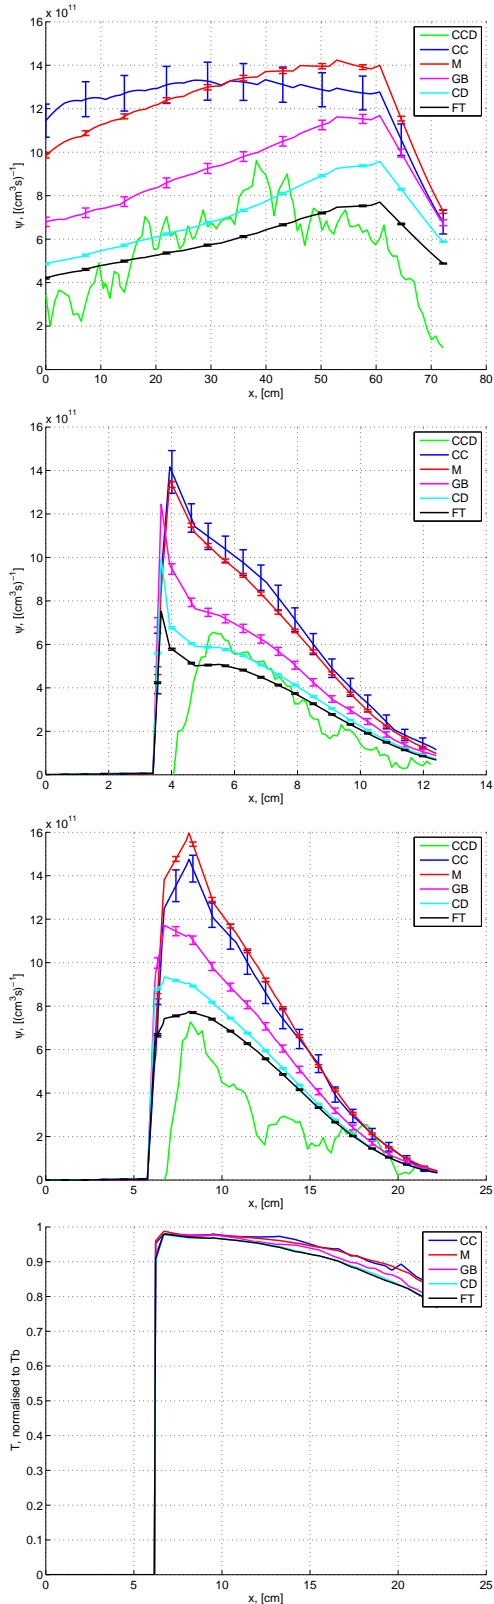 x 10^11
16
14
12
10
8
6
4
2
0
ψ, [(cm³s)⁻¹]
CCD
CC
M
GB
CD
FT
0 10 20 30 40 50 60 70 80
x, [cm]
x 10^11
16
14
12
10
8
6
4
2
0
ψ, [(cm³s)⁻¹]
CCD
CC
M
GB
CD
FT
0 2 4 6 8 10 12 14
x, [cm]
x 10^11
16
14
12
10
8
6
4
2
0
ψ, [(cm³s)⁻¹]
CCD
CC
M
GB
CD
FT
0 5 10 15 20 25
x, [cm]
1
0.9
0.8
0.7
0.6
0.5
0.4
0.3
0.2
0.1
0
T, normalised to Tb
CC
M
GB
CD
FT
0 5 10 15 20 25
x, [cm]